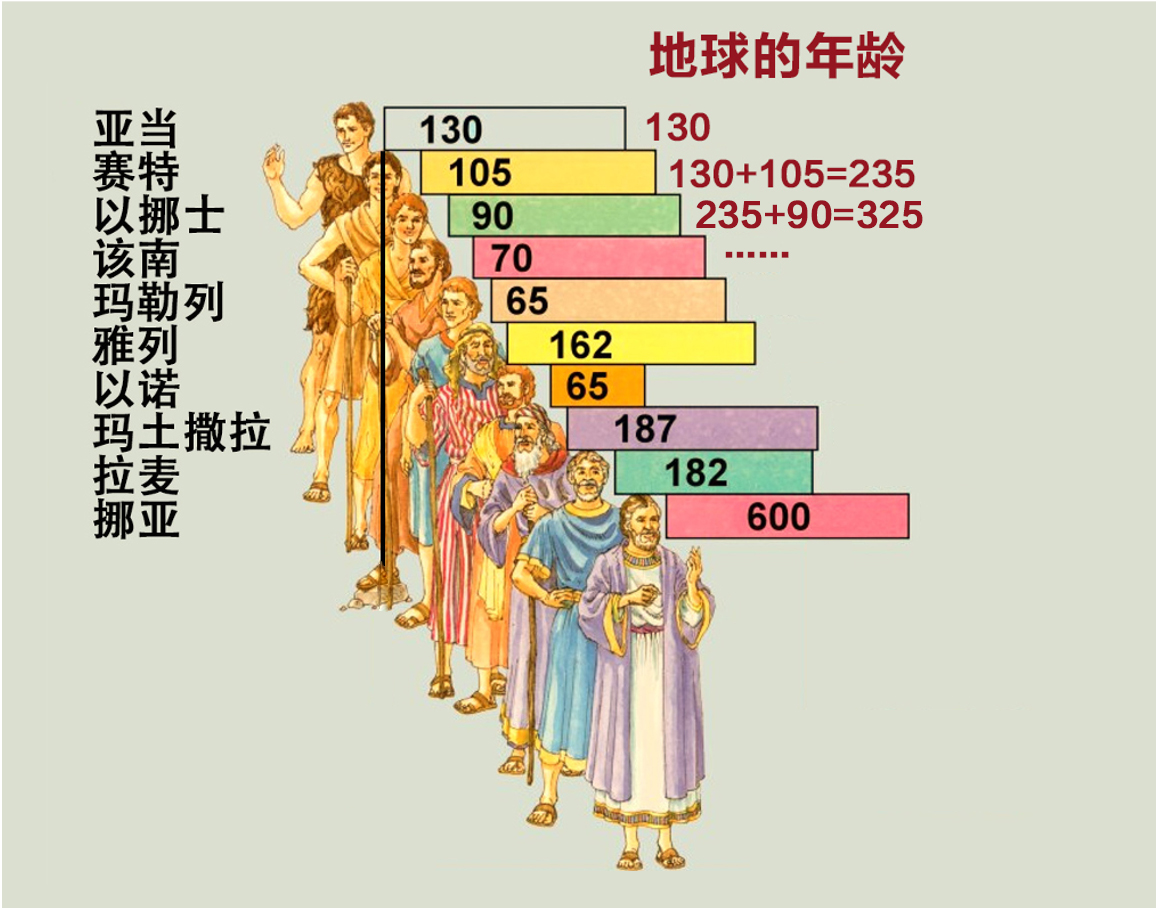 地球的年龄
亚当 130 130
赛特 105 130+105=235
以挪士 90 235+90=325
该南 70 ······
玛勒列 65
雅列 162
以诺 65
玛土撒拉 187
拉麦 182
挪亚 600